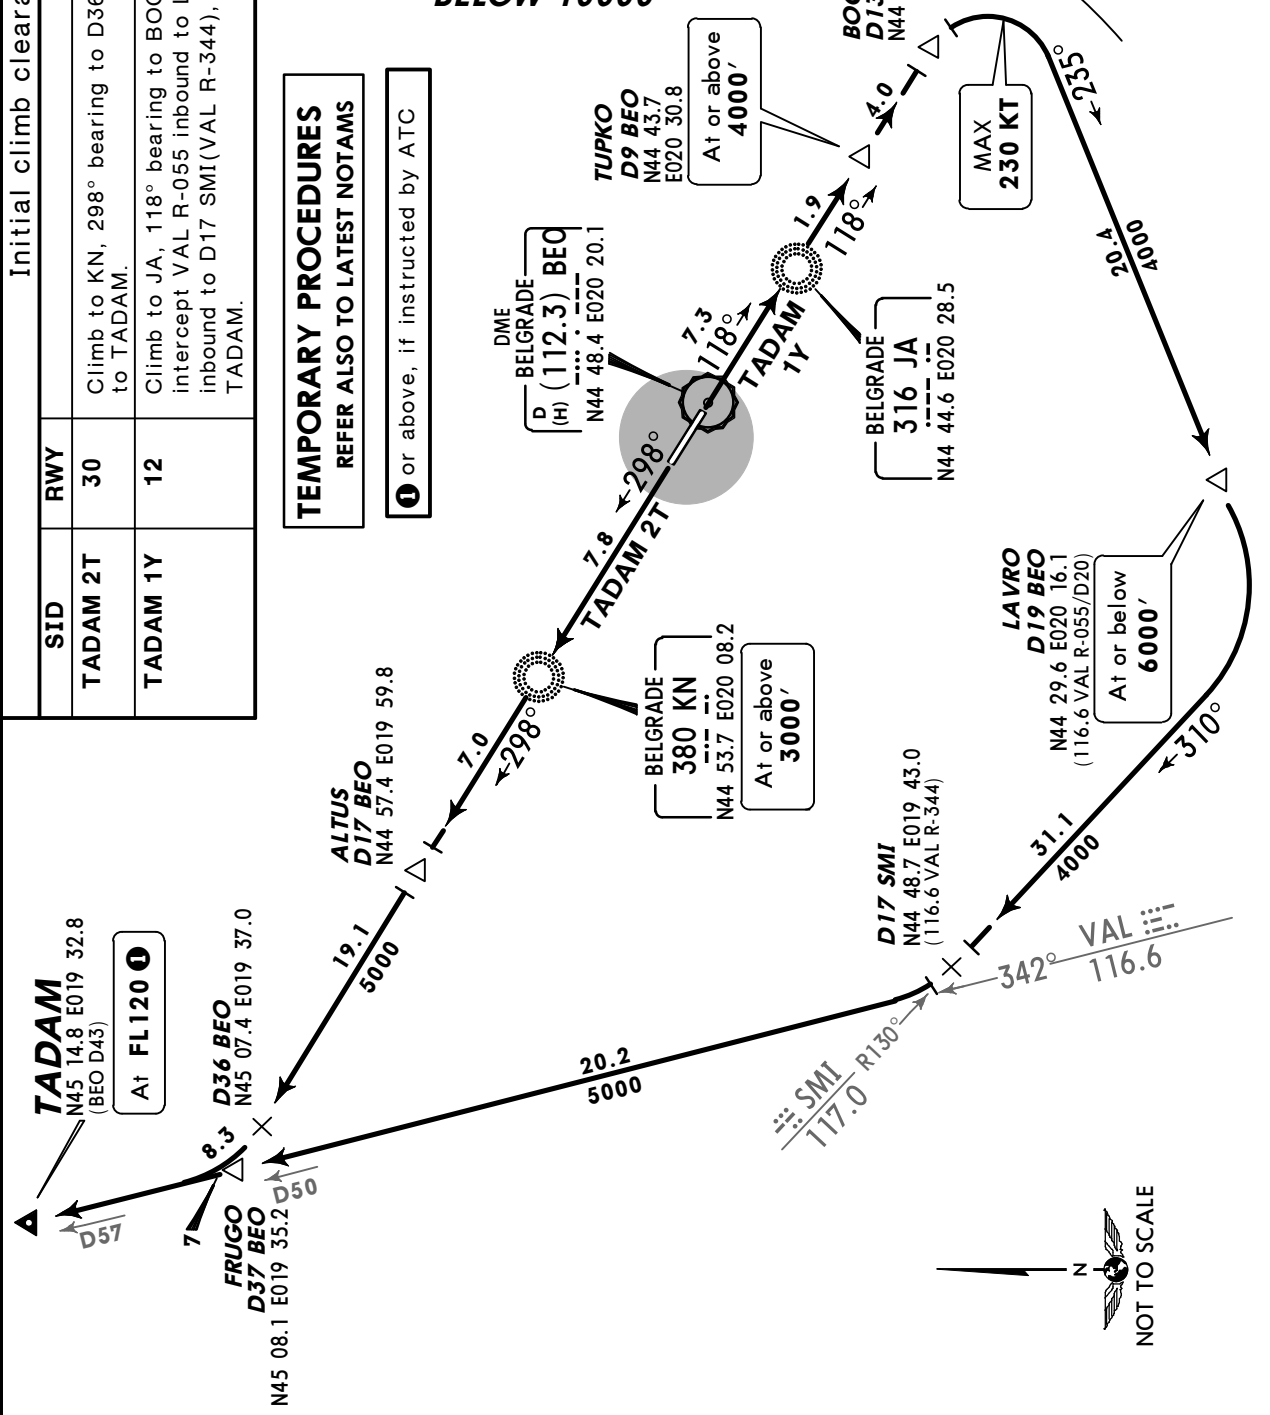 Initial climb
SID RWY
TADAM 2T 30 Climb to KN, 298° bearing to
to TADAM.
TADAM 1Y 12 Climb to JA, 118° bearing to
intercept VAL R-055 inbound to
inbound to D17 SMI(VAL R-344),
TADAM.
TEMPORARY PROCEDURES
REFER ALSO TO LATEST NOTAMS
1 or above, if instructed by ATC
TADAM
N45 14.8 E019 32.8
(BEO D43)
At FL120 1
D36 BEO
N45 07.4 E019 37.0
8.3
7
FRUGO
D37 BEO
N45 08.1 E019 35.2
D57
D50
ALTUS
D17 BEO
N44 57.4 E019 59.8
19.1
5000
7.0
298°
BELGRADE
380 KN
N44 53.7 E020 08.2
At or above
3000'
7.8
TADAM 2T
298°
DME
BELGRADE
D
(H) (112.3) BEO
N44 48.4 E020 20.1
7.3
118°
TADAM
1Y
BELGRADE
316 JA
N44 44.6 E020 28.5
1.9
118°
TUPKO
D9 BEO
N44 43.7
E020 30.8
At or above
4000'
4.0
N44
MAX
230 KT
235°
20.4
4000
LAVRO
D19 BEO
N44 29.6 E020 16.1
(116.6 VAL R-055/D20)
At or below
6000'
310°
31.1
4000
D17 SMI
N44 48.7 E019 43.0
(116.6 VAL R-344)
342°
VAL
116.6
SMI
117.0
R130°
20.2
5000
N
NOT TO SCALE